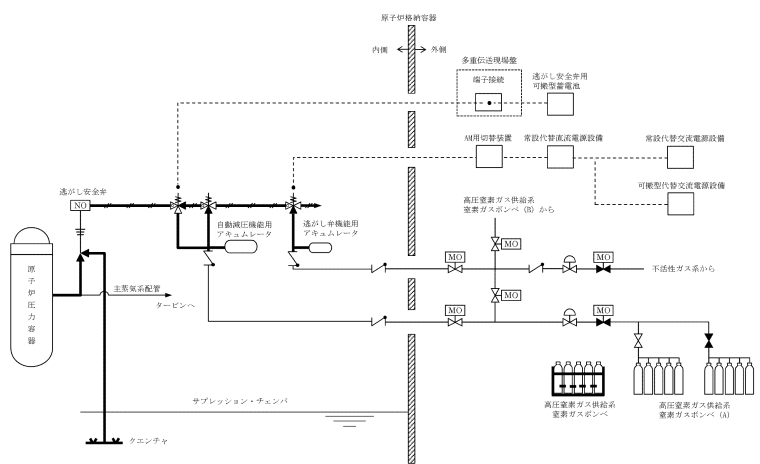 原子炉格納容器
内側
外側
多重伝送現場盤
端子接続
逃がし安全弁用
可搬型蓄電池
AM用切替装置
常設代替直流電源設備
常設代替交流電源設備
可搬型代替交流電源設備
逃がし安全弁
NO
高圧窒素ガス供給系
窒素ガスボンベ(B)から
自動減圧機能用
アキュムレータ
逃がし弁機能用
アキュムレータ
MO
MO
MO
不活性ガス系から
原子炉圧力容器
主蒸気系配管
タービンへ
MO
MO
MO
サプレッション・チェンバ
高圧窒素ガス供給系
窒素ガスボンベ
高圧窒素ガス供給系
窒素ガスボンベ(A)
クエンチャ